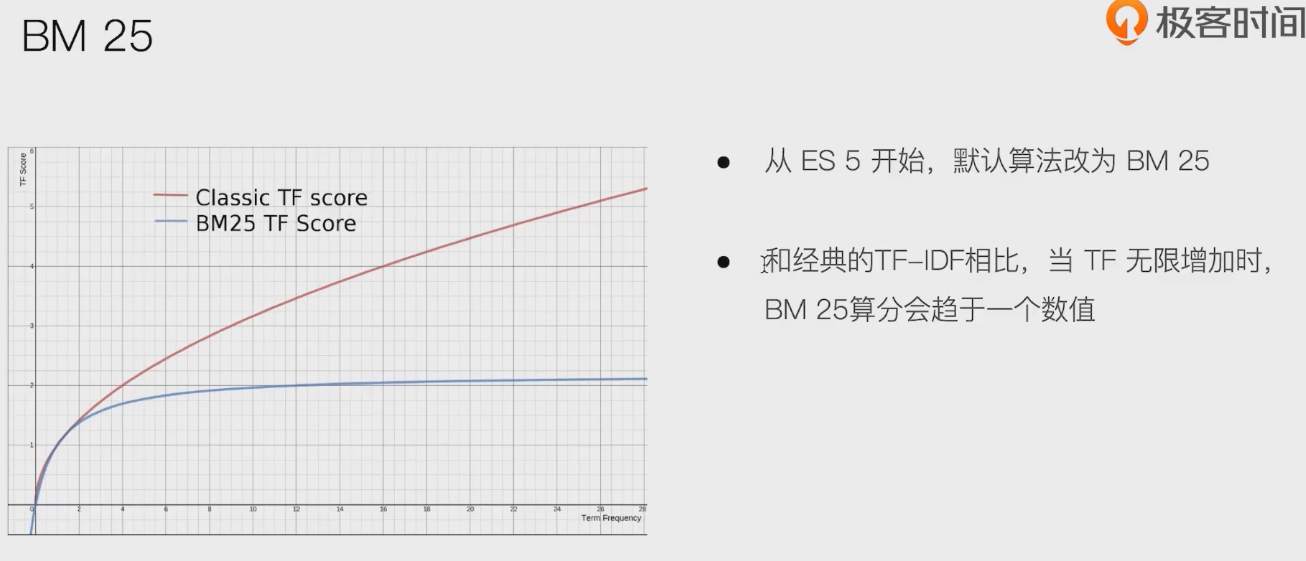 BM 25
极客时间
TF Score
Classic TF score
BM25 TF Score
6
5
4
3
2
1
0 2 4 6 8 10 12 14 16 18 20 22 24 26 28
Term Frequency
● 从 ES 5 开始，默认算法改为 BM 25
● 和经典的TF-IDF相比，当 TF 无限增加时，
BM 25算分会趋于一个数值